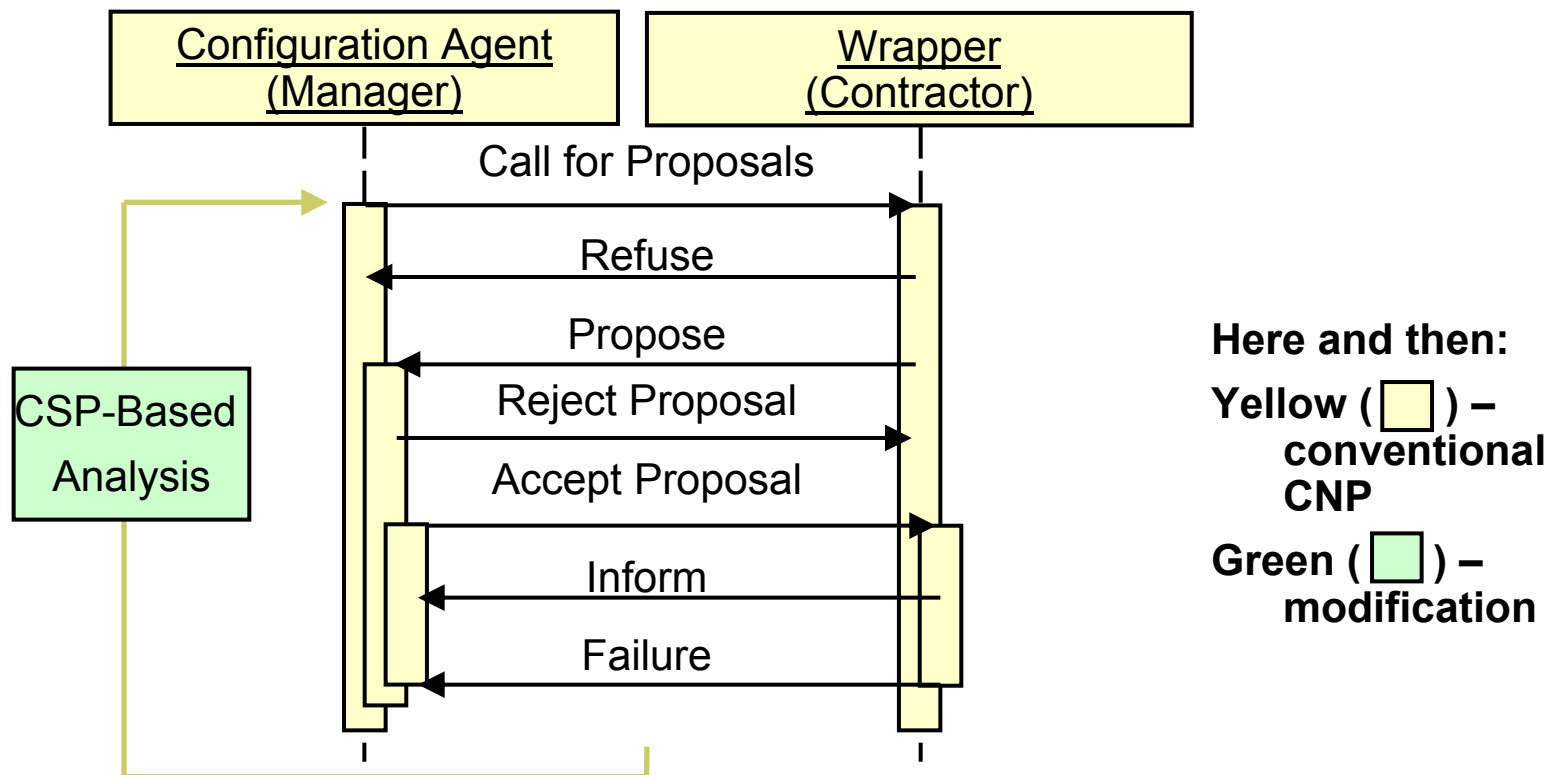 Configuration Agent
(Manager)
Wrapper
(Contractor)
Call for Proposals
Refuse
Propose
Reject Proposal
Accept Proposal
Inform
Failure
CSP-Based
Analysis
Here and then:
Yellow ( ) –
conventional
CNP
Green ( ) –
modification